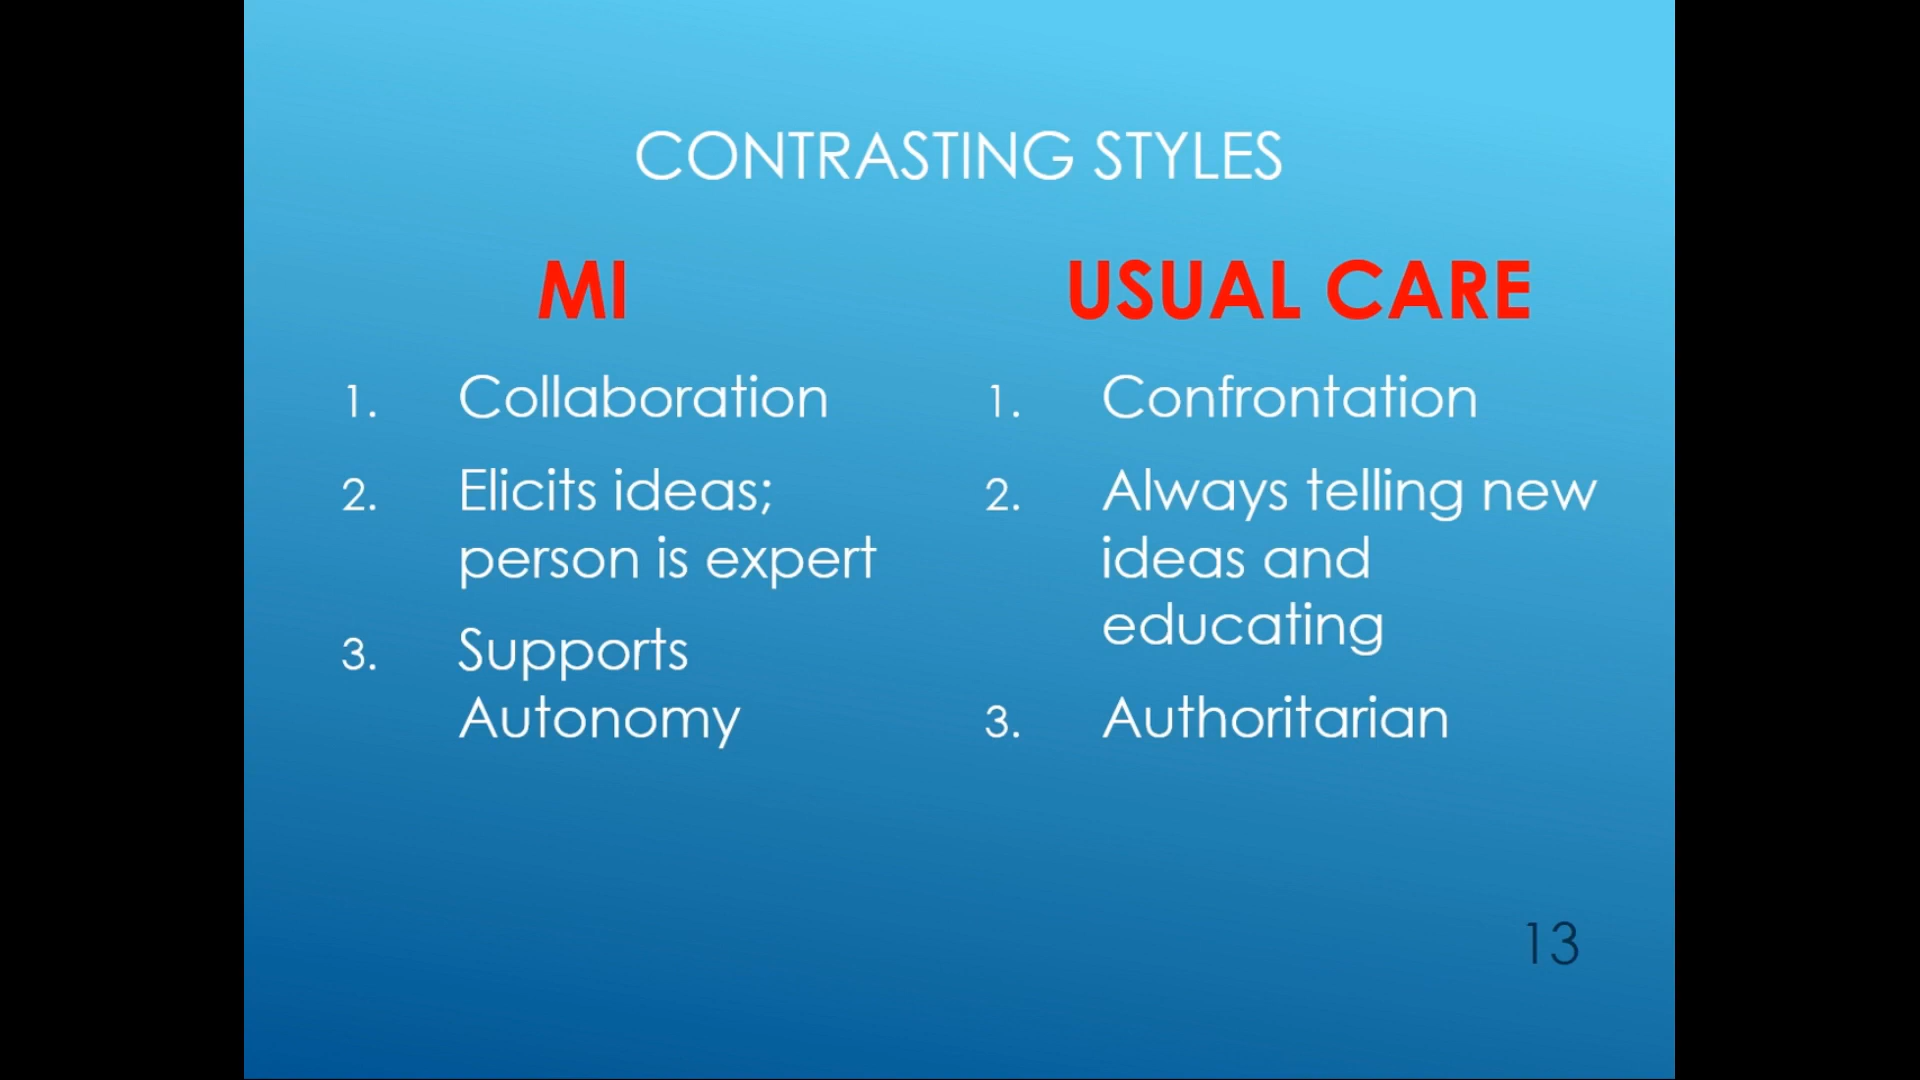 CONTRASTING STYLES
MI
1. Collaboration
2. Elicits ideas;
person is expert
3. Supports
Autonomy
USUAL CARE
1. Confrontation
2. Always telling new
ideas and
educating
3. Authoritarian
13